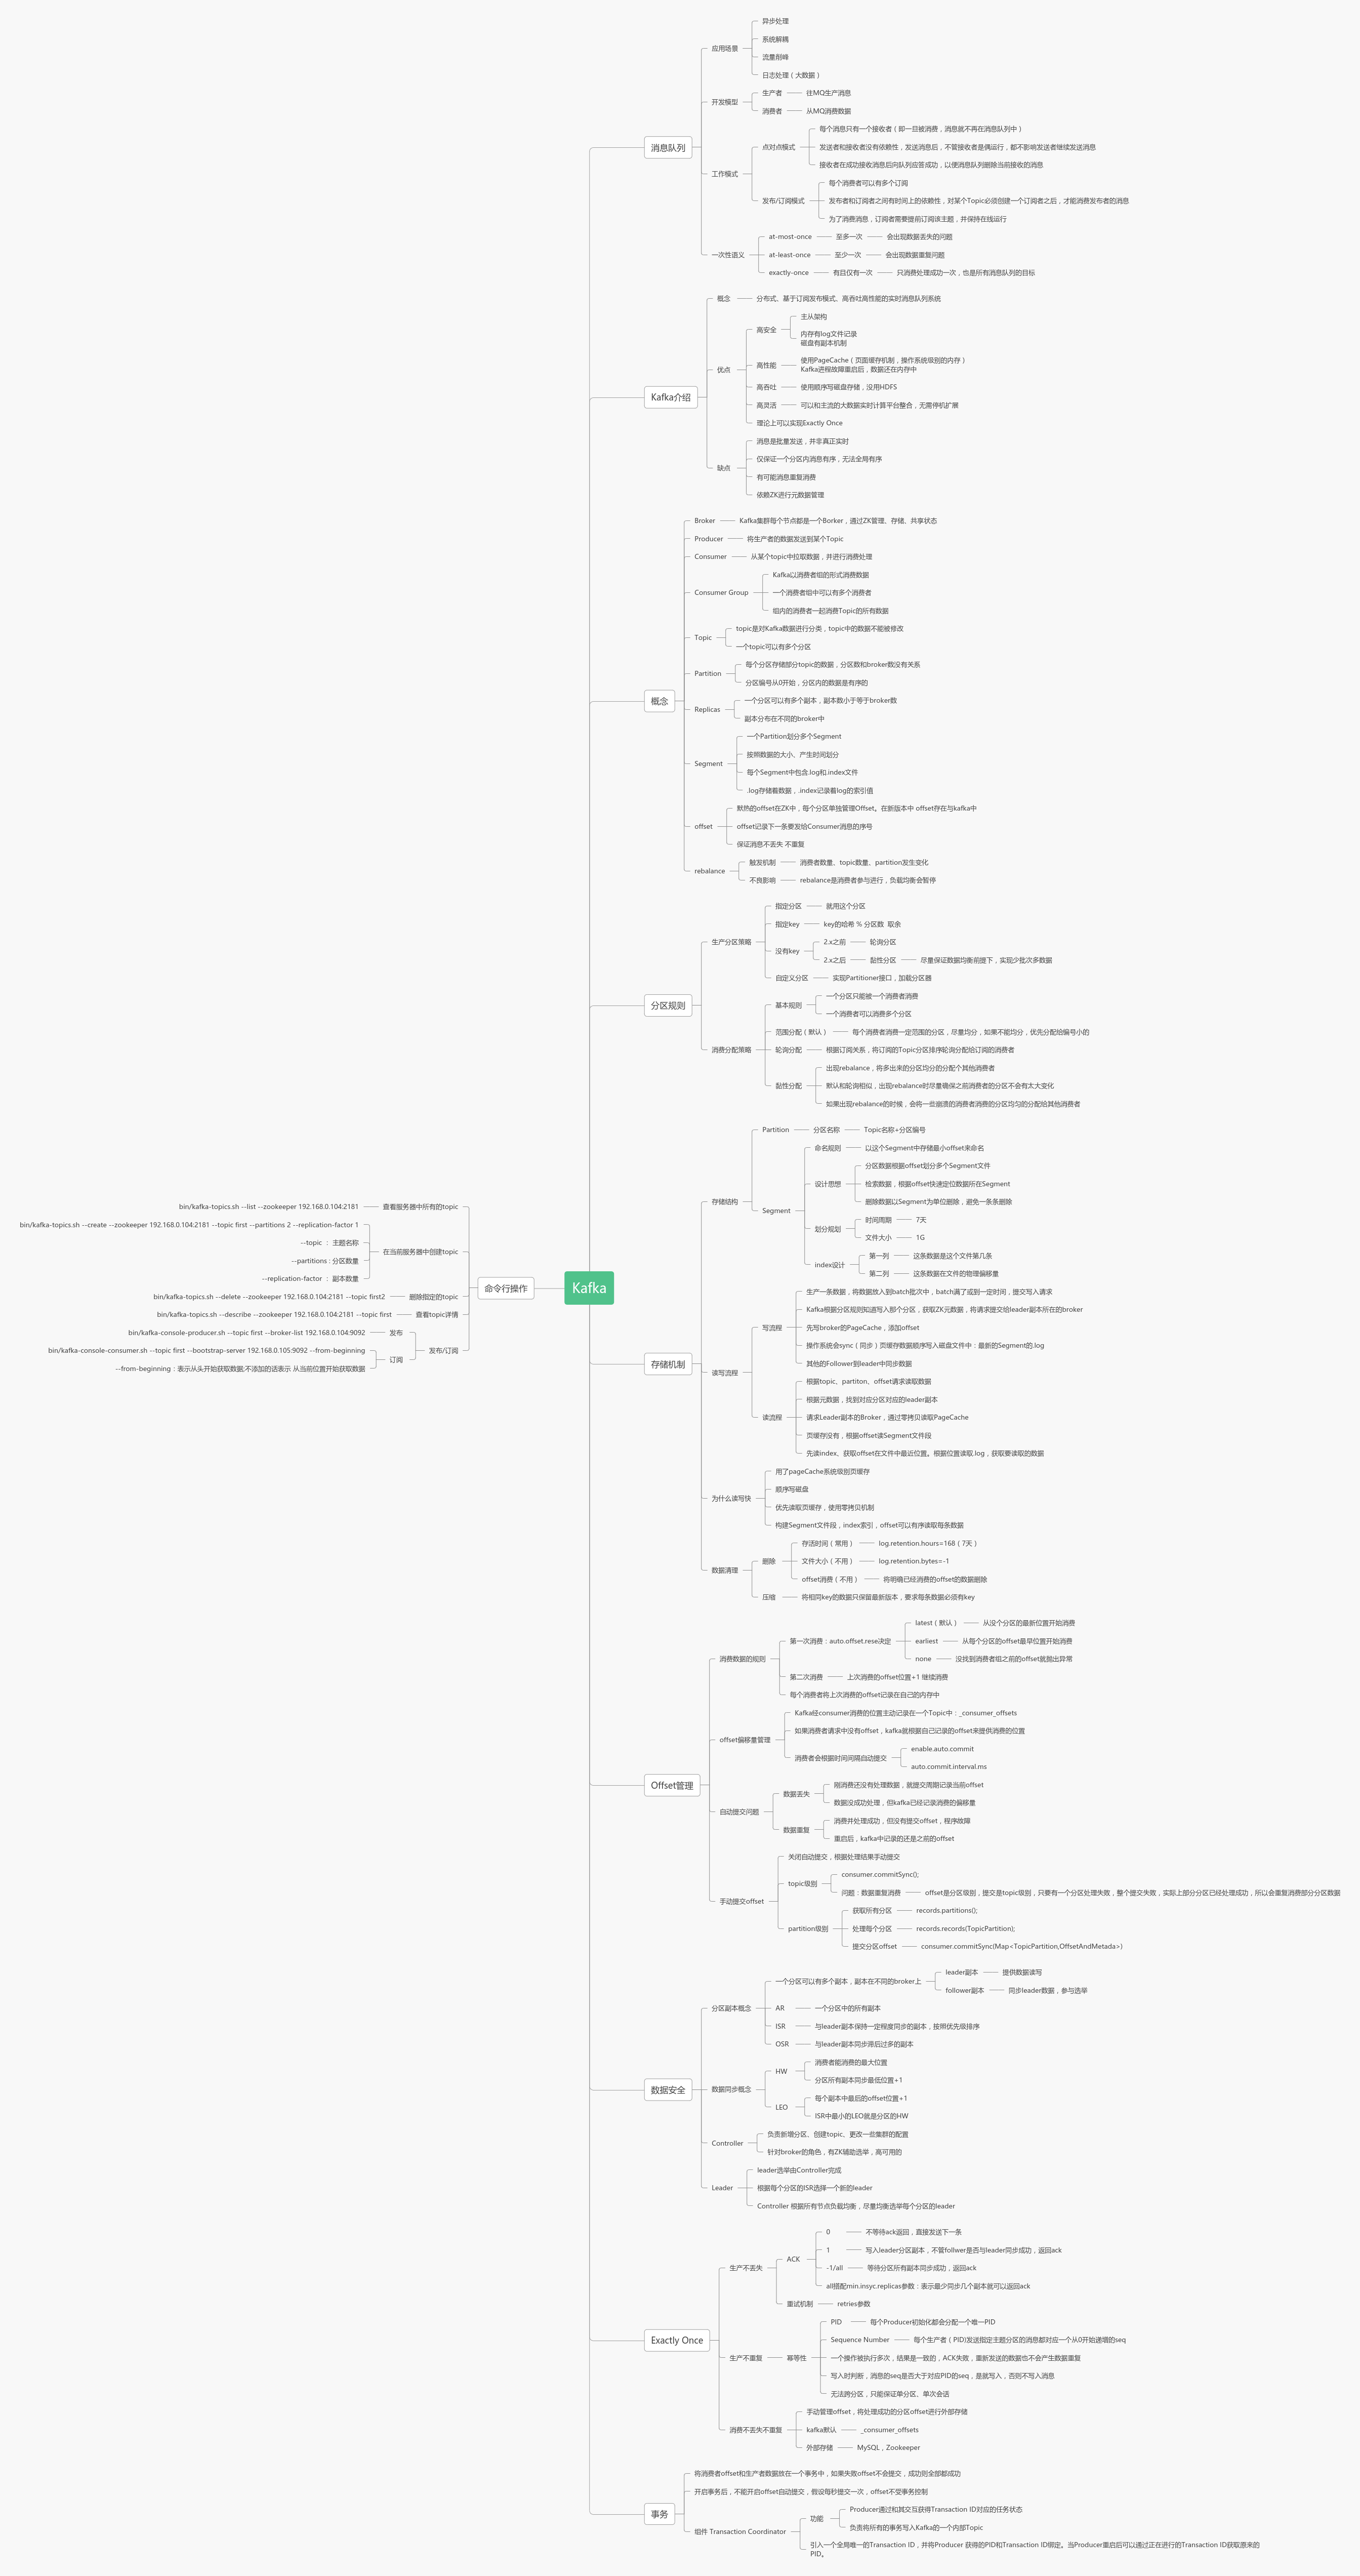 Kafka
消息队列
应用场景
异步处理
系统解耦
流量削峰
日志处理（大数据）
开发模型
生产者
往MQ生产消息
消费者
从MQ消费数据
工作模式
点对点模式
每个消息只有一个接收者（即一旦被消费，消息就不再在消息队列中）
发送者和接收者没有依赖性，发送消息后，不管接收者是偶运行，都不影响发送者继续发送消息
接收者在成功接收消息后向队列应答成功，以便消息队列删除当前接收的消息
发布/订阅模式
每个消费者可以有多个订阅
发布者和订阅者之间有时间上的依赖性，对某个Topic必须创建一个订阅者之后，才能消费发布者的消息
为了消费消息，订阅者需要提前订阅该主题，并保持在线运行
一次性语义
at-most-once
至多一次
会出现数据丢失的问题
at-least-once
至少一次
会出现数据重复问题
exactly-once
有且仅有一次
只消费处理成功一次，也是所有消息队列的目标
Kafka介绍
概念
分布式、基于订阅发布模式、高吞吐高性能的实时消息队列系统
优点
高安全
主从架构
内存有log文件记录
磁盘有副本机制
高性能
使用PageCache（页面缓存机制，操作系统级别的内存）
Kafka进程故障重启后，数据还在内存中
高吞吐
使用顺序写磁盘存储，没用HDFS
高灵活
可以和主流的大数据实时计算平台整合，无需停机扩展
理论上可以实现Exactly Once
缺点
消息是批量发送，并非真正实时
仅保证一个分区内消息有序，无法全局有序
有可能消息重复消费
依赖ZK进行元数据管理
概念
Broker
Kafka集群每个节点都是一个Borker，通过ZK管理、存储、共享状态
Producer
将生产者的数据发送到某个Topic
Consumer
从某个topic中拉取数据，并进行消费处理
Consumer Group
Kafka以消费者组的形式消费数据
一个消费者组中可以有多个消费者
组内的消费者一起消费Topic的所有数据
Topic
topic是对Kafka数据进行分类，topic中的数据不能被修改
一个topic可以有多个分区
Partition
每个分区存储部分topic的数据，分区数和broker数没有关系
分区编号从0开始，分区内的数据是有序的
Replicas
一个分区可以有多个副本，副本数小于等于broker数
副本分布在不同的broker中
Segment
一个Partition划分多个Segment
按照数据的大小、产生时间划分
每个Segment中包含.log和.index文件
.log存储着数据，.index记录着log的索引值
offset
默热的offset在ZK中，每个分区单独管理Offset。在新版本中 offset存在与kafka中
offset记录下一条要发给Consumer消息的序号
保证消息不丢失 不重复
rebalance
触发机制
消费者数量、topic数量、partition发生变化
不良影响
rebalance是消费者参与进行，负载均衡会暂停
分区规则
生产分区策略
指定分区
就用这个分区
指定key
key的哈希 % 分区数  取余
没有key
2.x之前
轮询分区
2.x之后
黏性分区
尽量保证数据均衡前提下，实现少批次多数据
自定义分区
实现Partitioner接口，加载分区器
消费分配策略
基本规则
一个分区只能被一个消费者消费
一个消费者可以消费多个分区
范围分配（默认）
每个消费者消费一定范围的分区，尽量均分，如果不能均分，优先分配给编号小的
轮询分配
根据订阅关系，将订阅的Topic分区排序轮询分配给订阅的消费者
黏性分配
出现rebalance，将多出来的分区均分的分配个其他消费者
默认和轮询相似，出现rebalance时尽量确保之前消费者的分区不会有太大变化
如果出现rebalance的时候，会将一些崩溃的消费者消费的分区均匀的分配给其他消费者
存储机制
存储结构
Partition
分区名称
Topic名称+分区编号
Segment
命名规则
以这个Segment中存储最小offset来命名
设计思想
分区数据根据offset划分多个Segment文件
检索数据，根据offset快速定位数据所在Segment
删除数据以Segment为单位删除，避免一条条删除
划分规划
时间周期
7天
文件大小
1G
index设计
第一列
这条数据是这个文件第几条
第二列
这条数据在文件的物理偏移量
读写流程
写流程
生产一条数据，将数据放入到batch批次中，batch满了或到一定时间，提交写入请求
Kafka根据分区规则知道写入那个分区，获取ZK元数据，将请求提交给leader副本所在的broker
先写broker的PageCache，添加offset
操作系统会sync（同步）页缓存数据顺序写入磁盘文件中：最新的Segment的.log
其他的Follower到leader中同步数据
读流程
根据topic、partiton、offset请求读取数据
根据元数据，找到对应分区对应的leader副本
请求Leader副本的Broker，通过零拷贝读取PageCache
页缓存没有，根据offset读Segment文件段
先读index、获取offset在文件中最近位置。根据位置读取.log，获取要读取的数据
为什么读写快
用了pageCache系统级别页缓存
顺序写磁盘
优先读取页缓存，使用零拷贝机制
构建Segment文件段，index索引，offset可以有序读取每条数据
数据清理
删除
存活时间（常用）
log.retention.hours=168（7天）
文件大小（不用）
log.retention.bytes=-1
offset消费（不用）
将明确已经消费的offset的数据删除
压缩
将相同key的数据只保留最新版本，要求每条数据必须有key
Offset管理
消费数据的规则
第一次消费：auto.offset.rese决定
latest（默认）
从没个分区的最新位置开始消费
earliest
从每个分区的offset最早位置开始消费
none
没找到消费者组之前的offset就抛出异常
第二次消费
上次消费的offset位置+1 继续消费
每个消费者将上次消费的offset记录在自己的内存中
offset偏移量管理
Kafka经consumer消费的位置主动记录在一个Topic中：_consumer_offsets
如果消费者请求中没有offset，kafka就根据自己记录的offset来提供消费的位置
消费者会根据时间间隔自动提交
enable.auto.commit
auto.commit.interval.ms
自动提交问题
数据丢失
刚消费还没有处理数据，就提交周期记录当前offset
数据没成功处理，但kafka已经记录消费的偏移量
数据重复
消费并处理成功，但没有提交offset，程序故障
重启后，kafka中记录的还是之前的offset
手动提交offset
关闭自动提交，根据处理结果手动提交
topic级别
consumer.commitSync();
问题：数据重复消费
offset是分区级别，提交是topic级别，只要有一个分区处理失败，整个提交失败，实际上部分分区已经处理成功，所以会重复消费部分分区数据
partition级别
获取所有分区
records.partitions();
处理每个分区
records.records(TopicPartition);
提交分区offset
consumer.commitSync(Map<TopicPartition,OffsetAndMetada>)
数据安全
分区副本概念
一个分区可以有多个副本，副本在不同的broker上
leader副本
提供数据读写
follower副本
同步leader数据，参与选举
AR
一个分区中的所有副本
ISR
与leader副本保持一定程度同步的副本，按照优先级排序
OSR
与leader副本同步滞后过多的副本
数据同步概念
HW
消费者能消费的最大位置
分区所有副本同步最低位置+1
LEO
每个副本中最后的offset位置+1
ISR中最小的LEO就是分区的HW
Controller
负责新增分区、创建topic、更改一些集群的配置
针对broker的角色，有ZK辅助选举，高可用的
Leader
leader选举由Controller完成
根据每个分区的ISR选择一个新的leader
Controller 根据所有节点负载均衡，尽量均衡选举每个分区的leader
Exactly Once
生产不丢失
ACK
0
不等待ack返回，直接发送下一条
1
写入leader分区副本，不管follwer是否与leader同步成功，返回ack
-1/all
等待分区所有副本同步成功，返回ack
all搭配min.insyc.replicas参数：表示最少同步几个副本就可以返回ack
重试机制
retries参数
生产不重复
幂等性
PID
每个Producer初始化都会分配一个唯一PID
Sequence Number
每个生产者（PID)发送指定主题分区的消息都对应一个从0开始递增的seq
一个操作被执行多次，结果是一致的，ACK失败，重新发送的数据也不会产生数据重复
写入时判断，消息的seq是否大于对应PID的seq，是就写入，否则不写入消息
无法跨分区，只能保证单分区、单次会话
消费不丢失不重复
手动管理offset，将处理成功的分区offset进行外部存储
kafka默认
_consumer_offsets
外部存储
MySQL，Zookeeper
事务
将消费者offset和生产者数据放在一个事务中，如果失败offset不会提交，成功则全部都成功
开启事务后，不能开启offset自动提交，假设每秒提交一次，offset不受事务控制
组件 Transaction Coordinator
功能
Producer通过和其交互获得Transaction ID对应的任务状态
负责将所有的事务写入Kafka的一个内部Topic
引入一个全局唯一的Transaction ID，并将Producer 获得的PID和Transaction ID绑定。当Producer重启后可以通过正在进行的Transaction ID获取原来的
PID。
命令行操作
查看服务器中所有的topic
bin/kafka-topics.sh --list --zookeeper 192.168.0.104:2181
在当前服务器中创建topic
bin/kafka-topics.sh --create --zookeeper 192.168.0.104:2181 --topic first --partitions 2 --replication-factor 1
--topic ： 主题名称
--partitions : 分区数量
--replication-factor ： 副本数量
删除指定的topic
bin/kafka-topics.sh --delete --zookeeper 192.168.0.104:2181 --topic first2
查看topic详情
bin/kafka-topics.sh --describe --zookeeper 192.168.0.104:2181 --topic first
发布/订阅
发布
bin/kafka-console-producer.sh --topic first --broker-list 192.168.0.104:9092
订阅
bin/kafka-console-consumer.sh --topic first --bootstrap-server 192.168.0.105:9092 --from-beginning
--from-beginning：表示从头开始获取数据,不添加的话表示 从当前位置开始获取数据